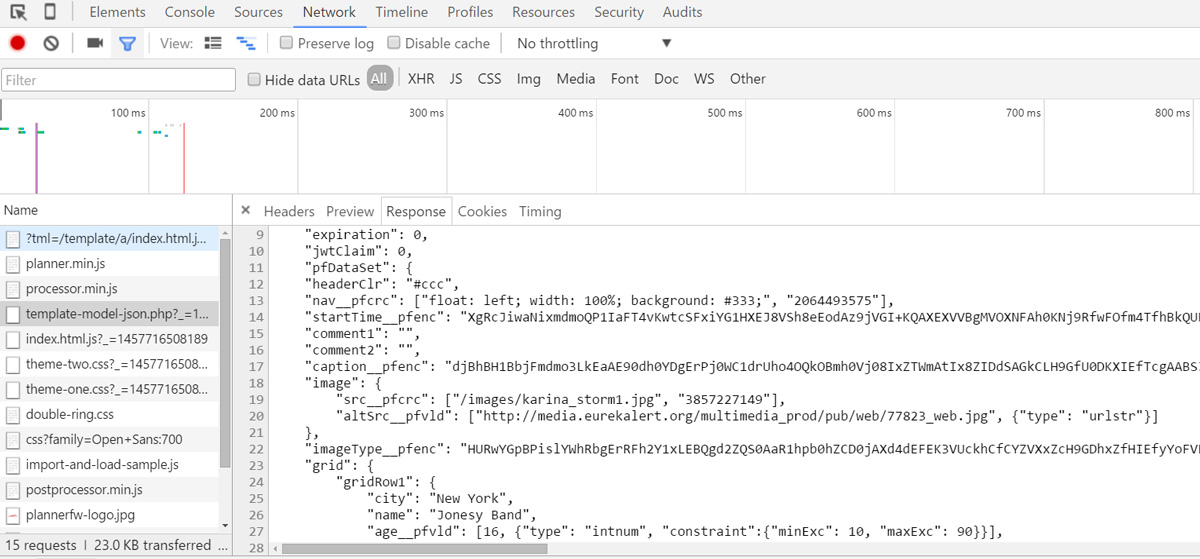 Elements Console Sources Network Timeline Profiles Resources Security Audits
View: Preserve log Disable cache No throttling
Filter Hide data URLs All XHR JS CSS Img Media Font Doc WS Other
100 ms 200 ms 300 ms 400 ms 500 ms 600 ms 700 ms 800 ms
Name
× Headers Preview Response Cookies Timing
?tml=/template/a/index.html.j...
planner.min.js
processor.min.js
template-model-json.php?_=1...
index.html.js?_=1457716508189
theme-two.css?_=1457716508...
theme-one.css?_=1457716508...
double-ring.css
css?family=Open+Sans:700
import-and-load-sample.js
postprocessor.min.js
plannerfw-logo.jpg
15 requests | 23.0 KB transferred ...
9 "expiration": 0,
10 "jwtClaim": 0,
11 "pfDataSet": {
12 "headerClr": "#ccc",
13 "nav__pfcrc": ["float: left; width: 100%; background: #333;", "2064493575"],
14 "startTime__pfenc": "XgRcJiwaNixmdmoQP1IaFT4vKwtcSFxiYG1HXEJ8VSh8eEodAz9jVGI+KQAXEXVVBgMVOXNFAh0KNj9RfwFOfm4TfhBkQU
15 "comment1": "",
16 "comment2": "",
17 "caption__pfenc": "djBhBH1BbjFmdmo3LkEaAE90dh0YDgErPj0WC1drUho4OQkOBmh0Vj08IxZTWmAtIx8ZIDdSAGkCLH9GfU0DKXIEfTcgAABS
18 "image": {
19 "src__pfcrc": ["/images/karina_storm1.jpg", "3857227149"],
20 "altSrc__pfvld": ["http://media.eurekalert.org/multimedia_prod/pub/web/77823_web.jpg", {"type": "urlstr"}]
21 },
22 "imageType__pfenc": "HURwYGpBPislYWhRbgErRFh2Y1xLEBQgd2ZQS0AaR1hpb0hZCD0jAXd4dEFEK3VUckhCfCYZVXxZcH9GDhxZfHIEfyYoFV
23 "grid": {
24 "gridRow1": {
25 "city": "New York",
26 "name": "Jonesy Band",
27 "age__pfvld": [16, {"type": "intnum", "constraint":{"minExc": 10, "maxExc": 90}}],
28